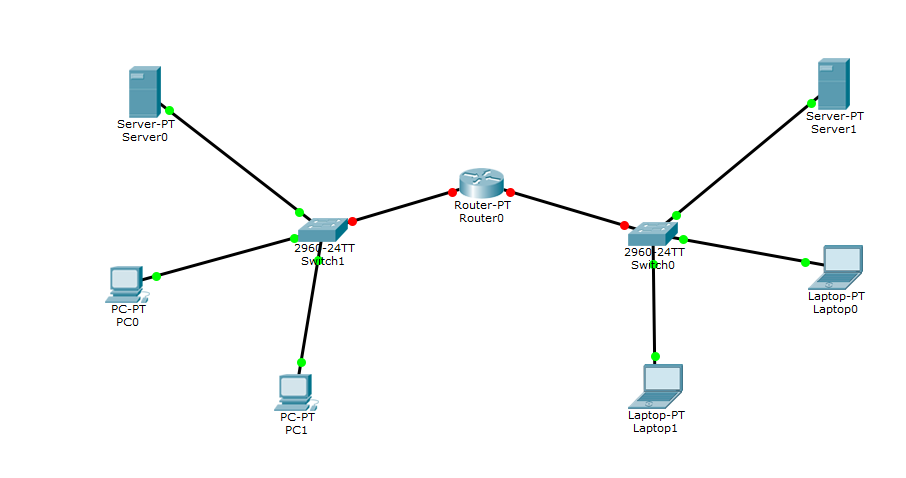 Server-PT
Server0
Server-PT
Server1
Router-PT
Router0
2960-24TT
Switch1
2960-24TT
Switch0
PC-PT
PC0
Laptop-PT
Laptop0
PC-PT
PC1
Laptop-PT
Laptop1